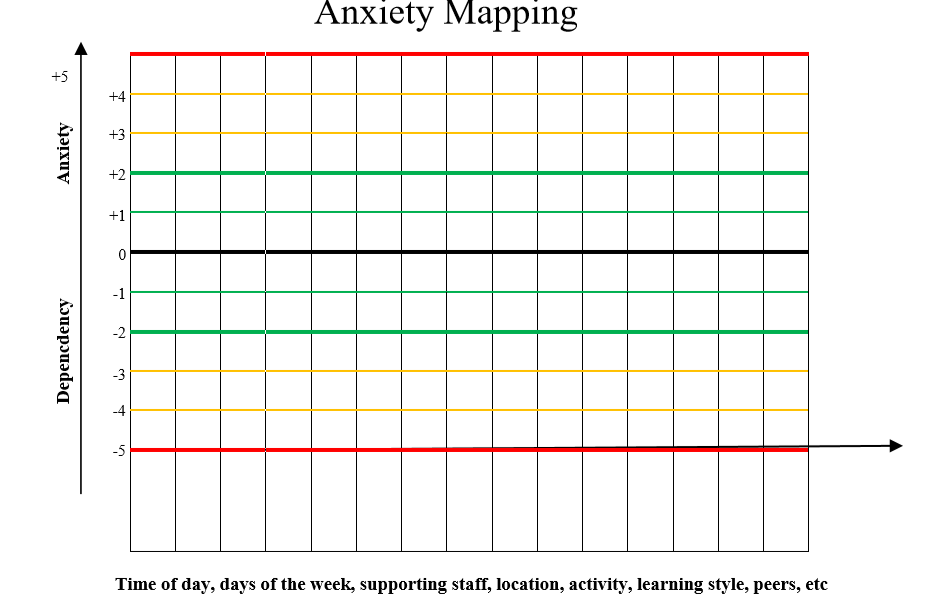 Anxiety Mapping
+5
+4
Anxiety
+3
+2
+1
0
-1
-2
Depencdency
-3
-4
-5
Time of day, days of the week, supporting staff, location, activity, learning style, peers, etc